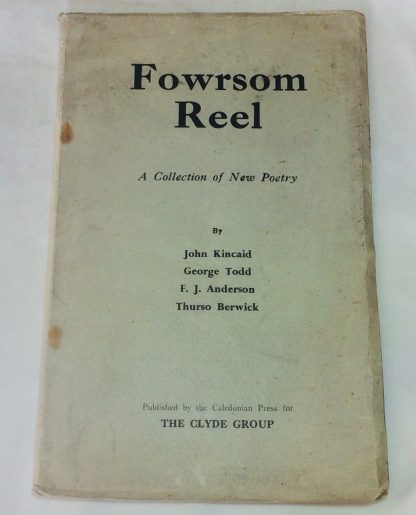 Fowrsom
Reel
A Collection of New Poetry
By
John Kincaid
George Todd
F. J. Anderson
Thurso Berwick
Published by the Caledonian Press for
THE CLYDE GROUP